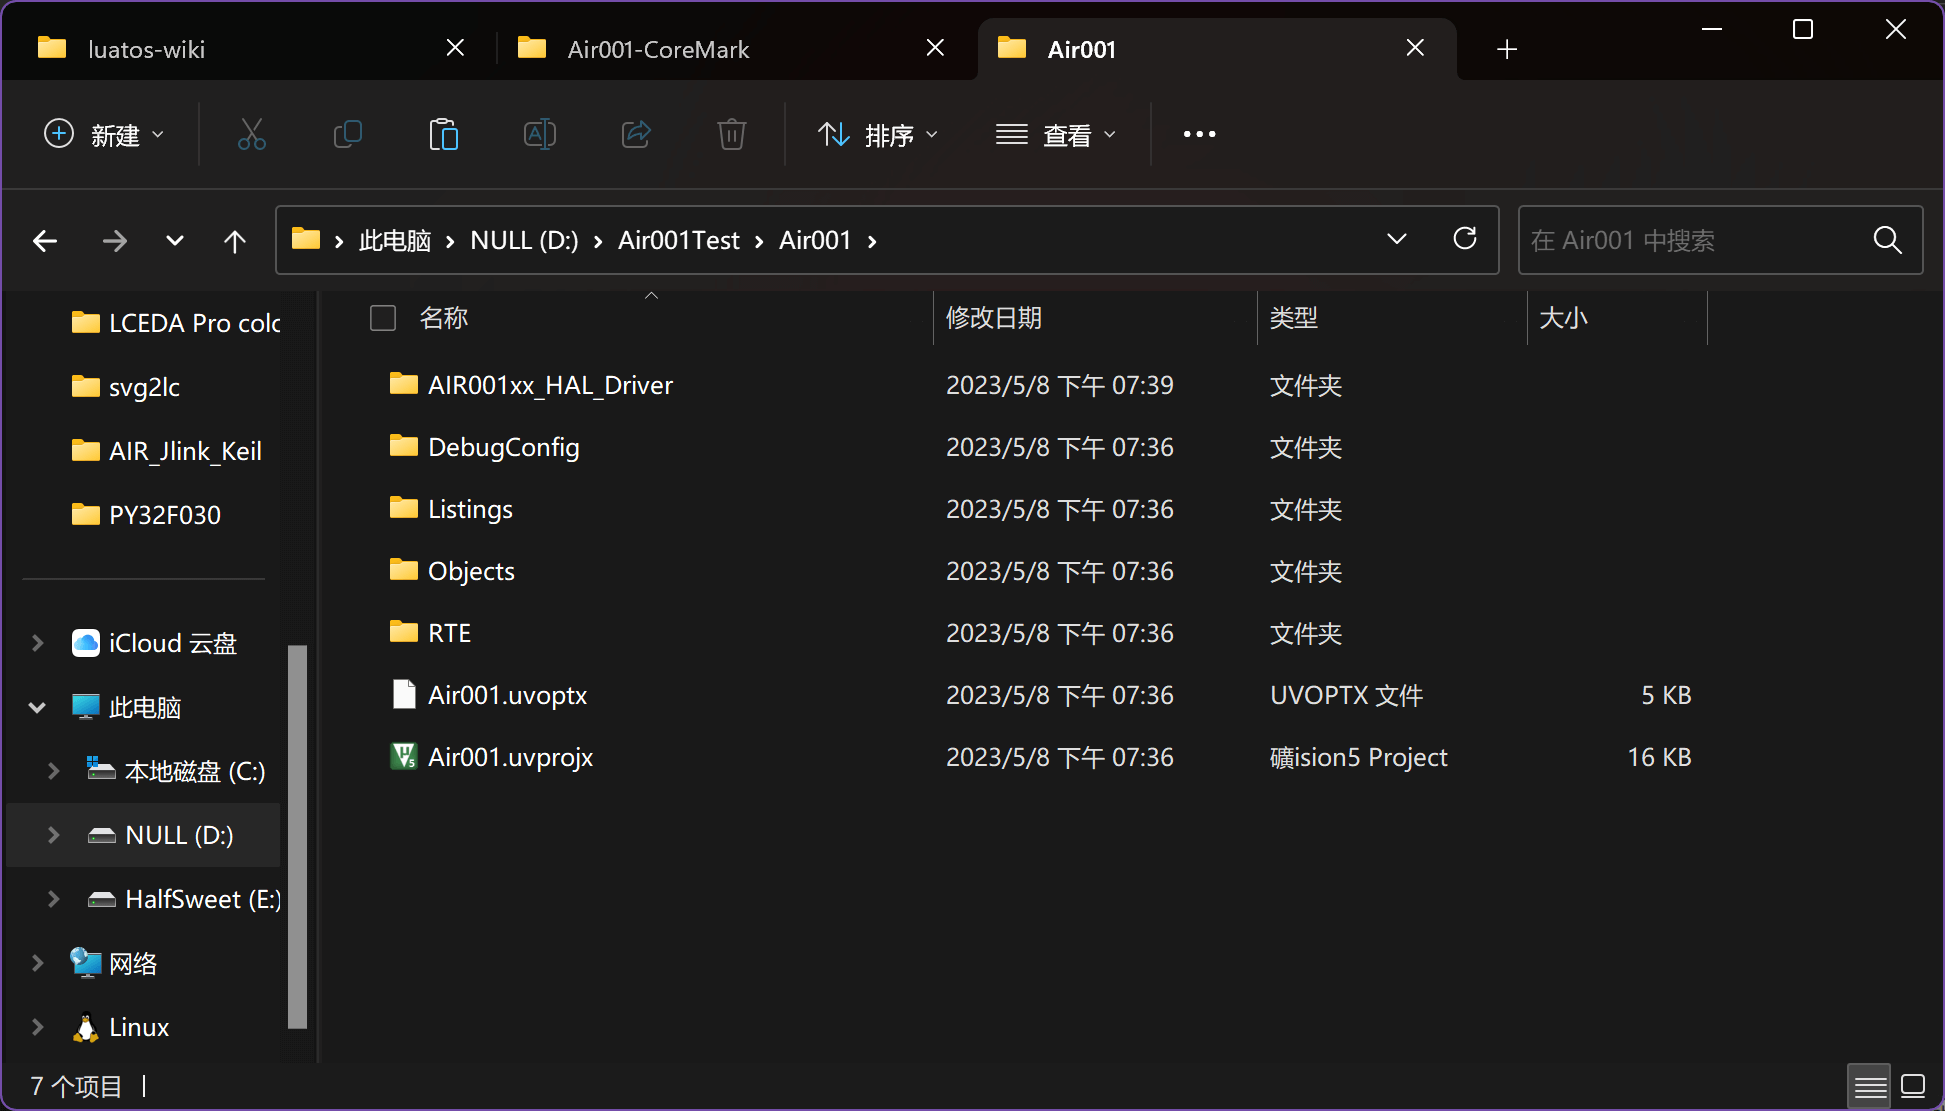 luatos-wiki
Air001-CoreMark
Air001
新建
排序
查看
此电脑 NULL (D:) Air001Test Air001
在 Air001 中搜索
LCEDA Pro colc
svg2lc
AIR_Jlink_Keil
PY32F030
iCloud 云盘
此电脑
本地磁盘 (C:)
NULL (D:)
HalfSweet (E:)
网络
Linux
名称 修改日期 类型 大小
AIR001xx_HAL_Driver 2023/5/8 下午 07:39 文件夹
DebugConfig 2023/5/8 下午 07:36 文件夹
Listings 2023/5/8 下午 07:36 文件夹
Objects 2023/5/8 下午 07:36 文件夹
RTE 2023/5/8 下午 07:36 文件夹
Air001.uvoptx 2023/5/8 下午 07:36 UVOPTX 文件 5 KB
Air001.uvprojx 2023/5/8 下午 07:36 礦ision5 Project 16 KB
7 个项目